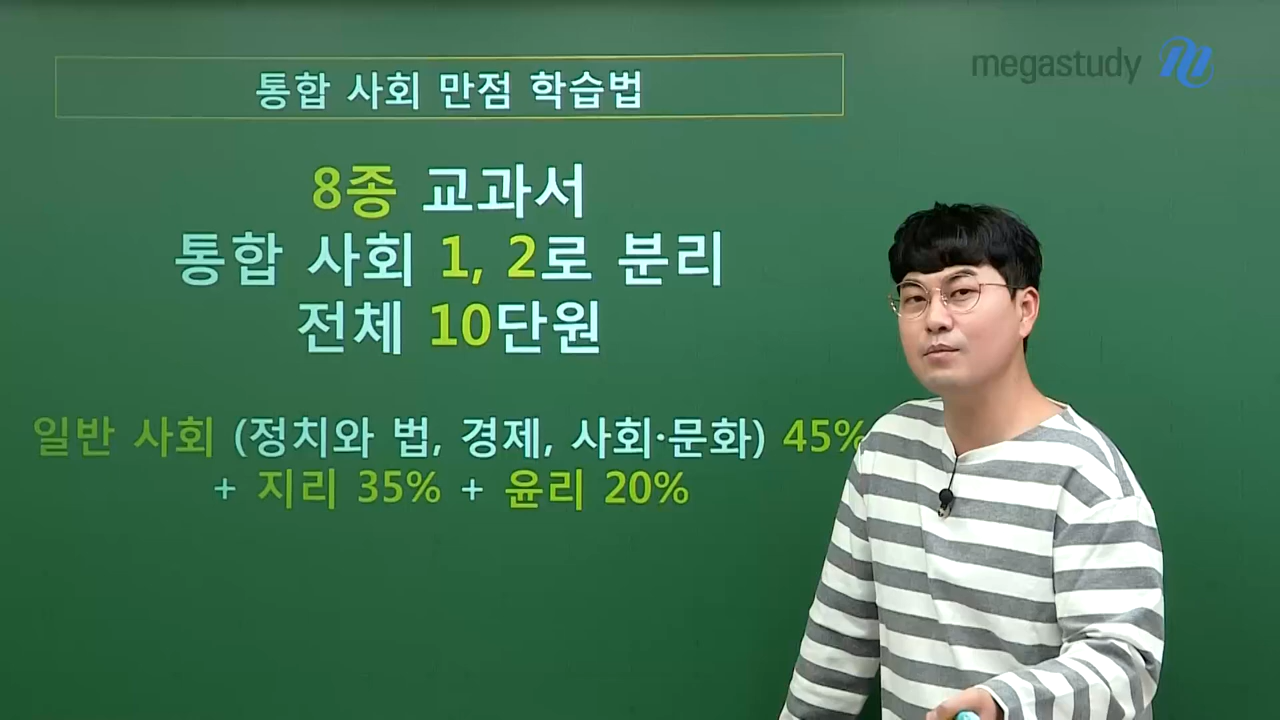 megastudy
통합 사회 만점 학습법
8종 교과서
통합 사회 1, 2로 분리
전체 10단원
일반 사회 (정치와 법, 경제, 사회·문화) 45%
+ 지리 35% + 윤리 20%